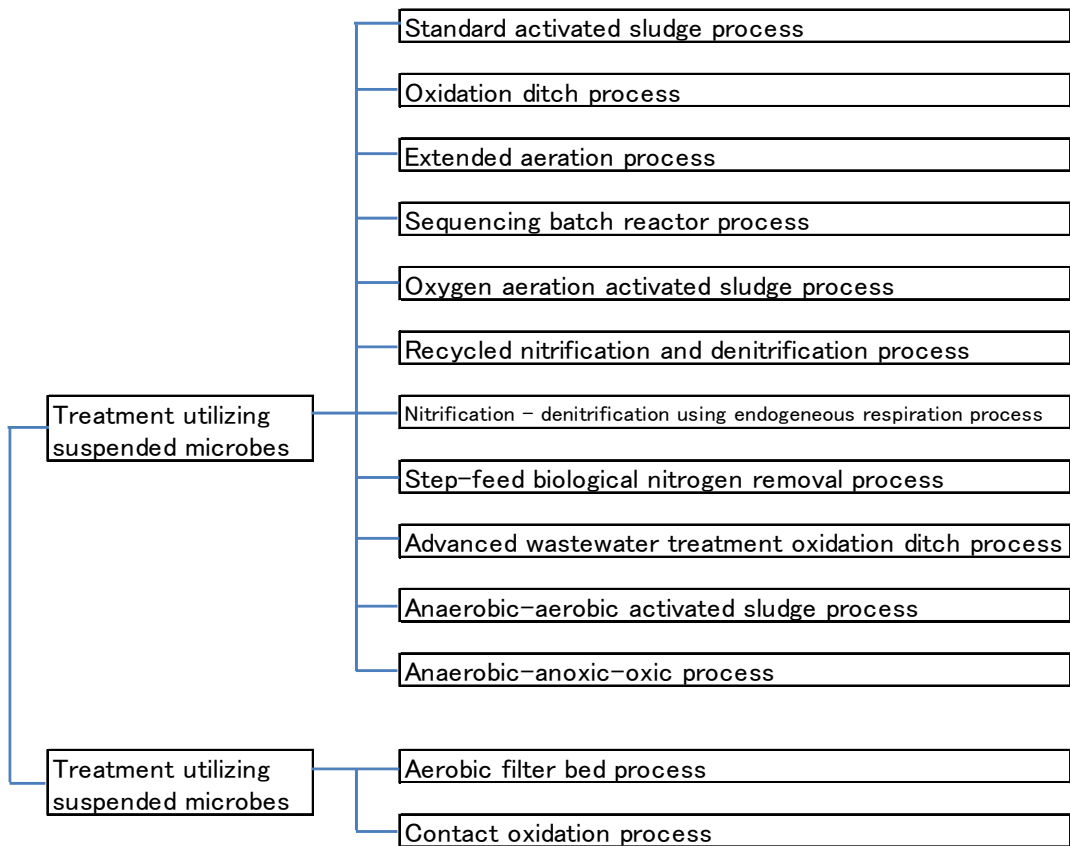 Standard activated sludge process
Oxidation ditch process
Extended aeration process
Sequencing batch reactor process
Oxygen aeration activated sludge process
Recycled nitrification and denitrification process
Treatment utilizing
suspended microbes
Nitrification − denitrification using endogeneous respiration process
Step−feed biological nitrogen removal process
Advanced wastewater treatment oxidation ditch process
Anaerobic−aerobic activated sludge process
Anaerobic−anoxic−oxic process
Treatment utilizing
suspended microbes
Aerobic filter bed process
Contact oxidation process